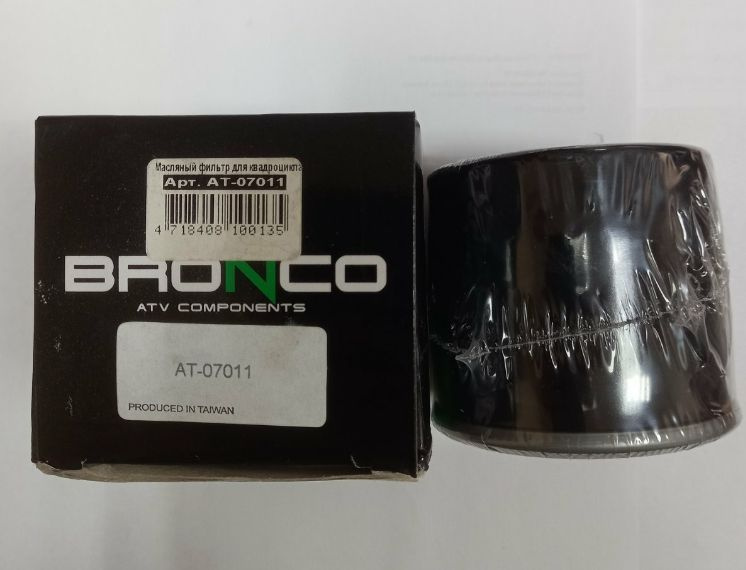 Масляный фильтр для квадроцикла
Арт. AT-07011
4 718408 100135
BRONCO
ATV COMPONENTS
AT-07011
PRODUCED IN TAIWAN